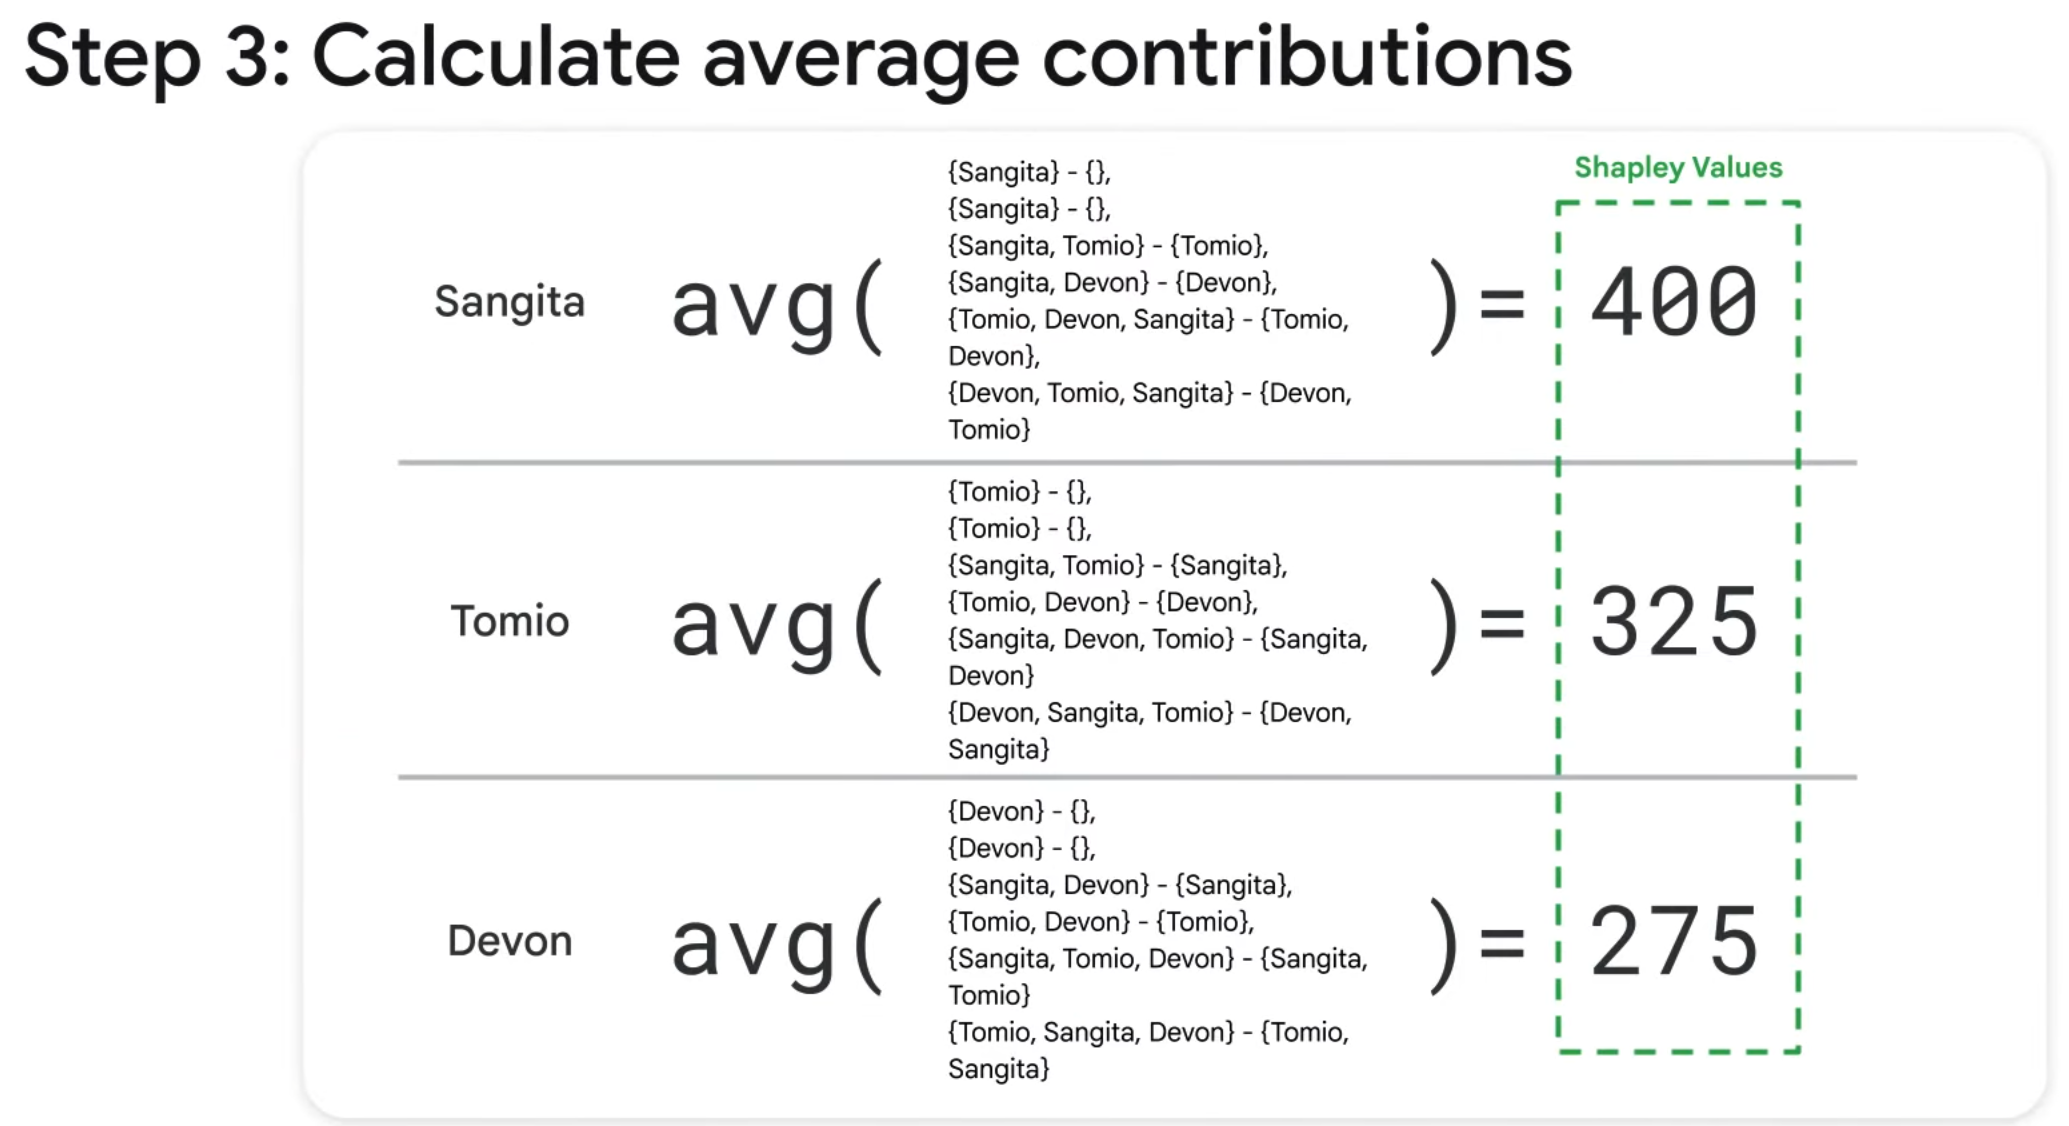 Step 3: Calculate average contributions
Shapley Values
Sangita
avg(
{Sangita} - {},
{Sangita} - {},
{Sangita, Tomio} - {Tomio},
{Sangita, Devon} - {Devon},
{Tomio, Devon, Sangita} - {Tomio,
Devon},
{Devon, Tomio, Sangita} - {Devon,
Tomio}
) = 400
Tomio
avg(
{Tomio} - {},
{Tomio} - {},
{Sangita, Tomio} - {Sangita},
{Tomio, Devon} - {Devon},
{Sangita, Devon, Tomio} - {Sangita,
Devon}
{Devon, Sangita, Tomio} - {Devon,
Sangita}
) = 325
Devon
avg(
{Devon} - {},
{Devon} - {},
{Sangita, Devon} - {Sangita},
{Tomio, Devon} - {Tomio},
{Sangita, Tomio, Devon} - {Sangita,
Tomio}
{Tomio, Sangita, Devon} - {Tomio,
Sangita}
) = 275